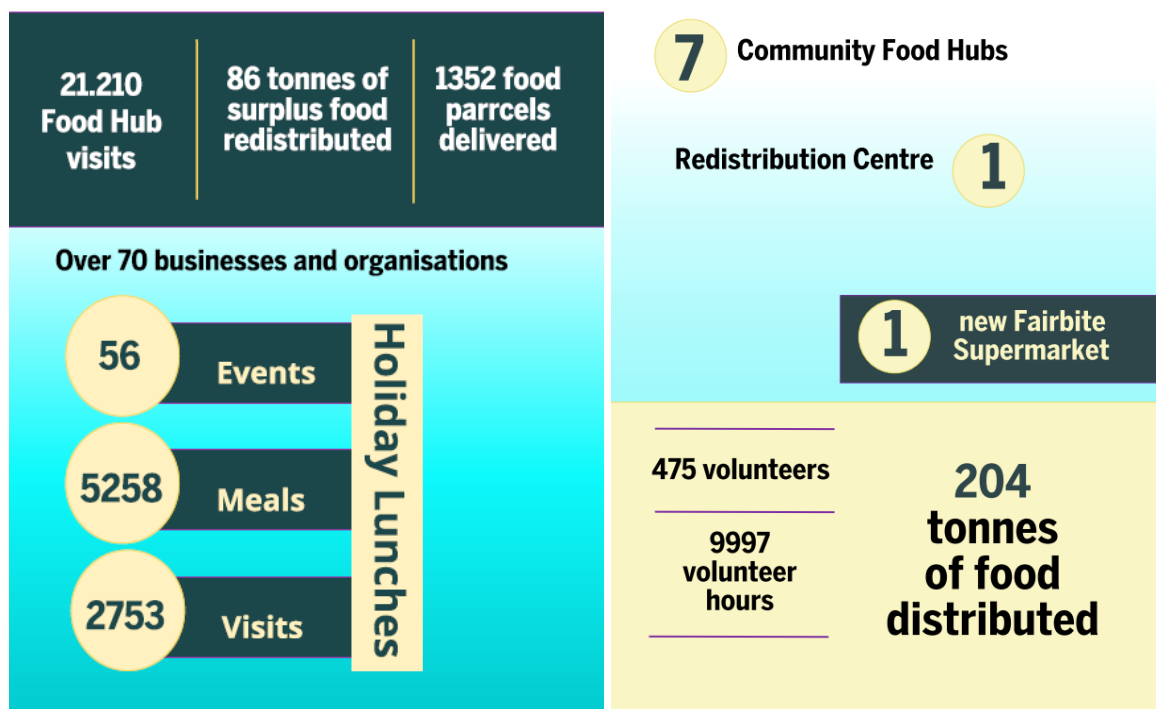 21.210
Food Hub
visits
86 tonnes of
surplus food
redistributed
1352 food
parrcels
delivered
Over 70 businesses and organisations
56
Events
5258
Meals
2753
Visits
Holiday Lunches
7
Community Food Hubs
Redistribution Centre
1
1
new Fairbite
Supermarket
475 volunteers
9997
volunteer
hours
204
tonnes
of food
distributed